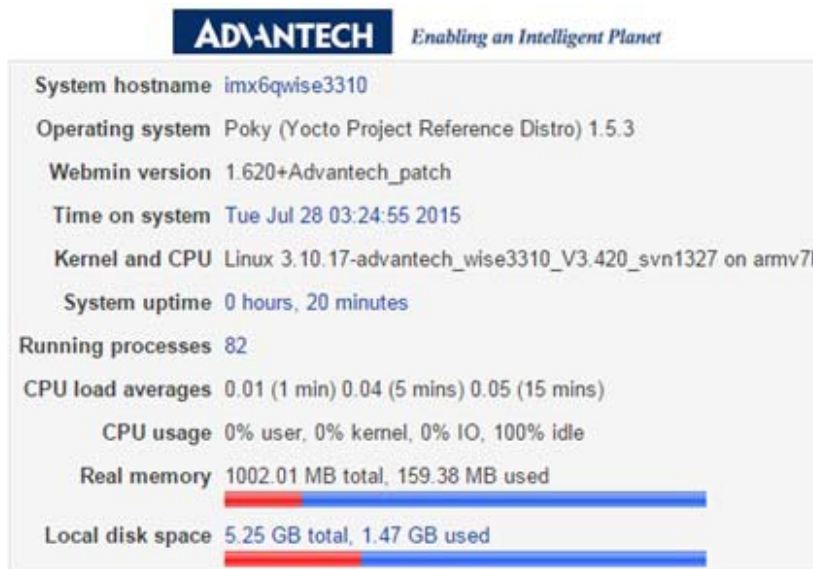 ADVANTECH Enabling an Intelligent Planet
System hostname imx6qwise3310
Operating system Poky (Yocto Project Reference Distro) 1.5.3
Webmin version 1.620+Advantech_patch
Time on system Tue Jul 28 03:24:55 2015
Kernel and CPU Linux 3.10.17-advantech_wise3310_V3.420_svn1327 on armv7l
System uptime 0 hours, 20 minutes
Running processes 82
CPU load averages 0.01 (1 min) 0.04 (5 mins) 0.05 (15 mins)
CPU usage 0% user, 0% kernel, 0% IO, 100% idle
Real memory 1002.01 MB total, 159.38 MB used
Local disk space 5.25 GB total, 1.47 GB used